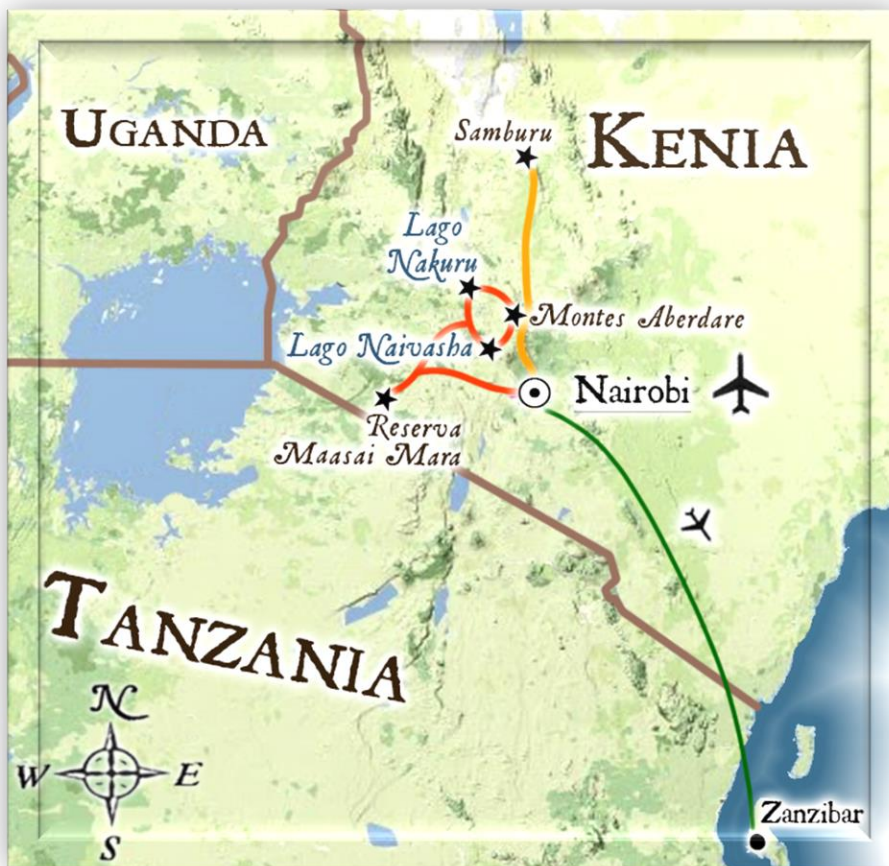 UGANDA
KENIA
Samburu
Lago
Nakuru
Montes Aberdare
Lago Naivasha
Nairobi
Reserva
Maasai Mara
TANZANIA
N
W E
S
Zanzibar